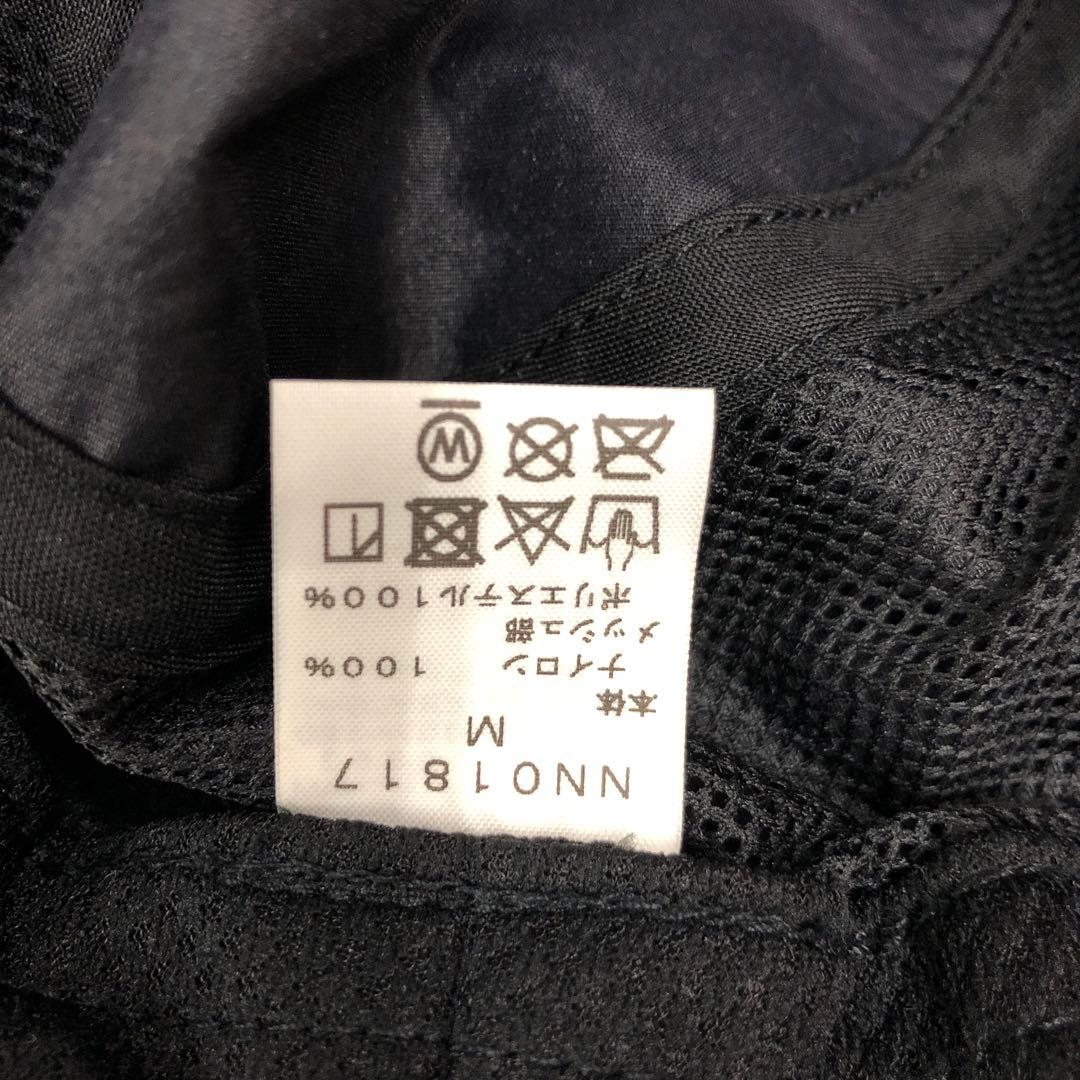 NN01817
M
本体
ナイロン 100%
メッシュ部
ポリエステル100%
W